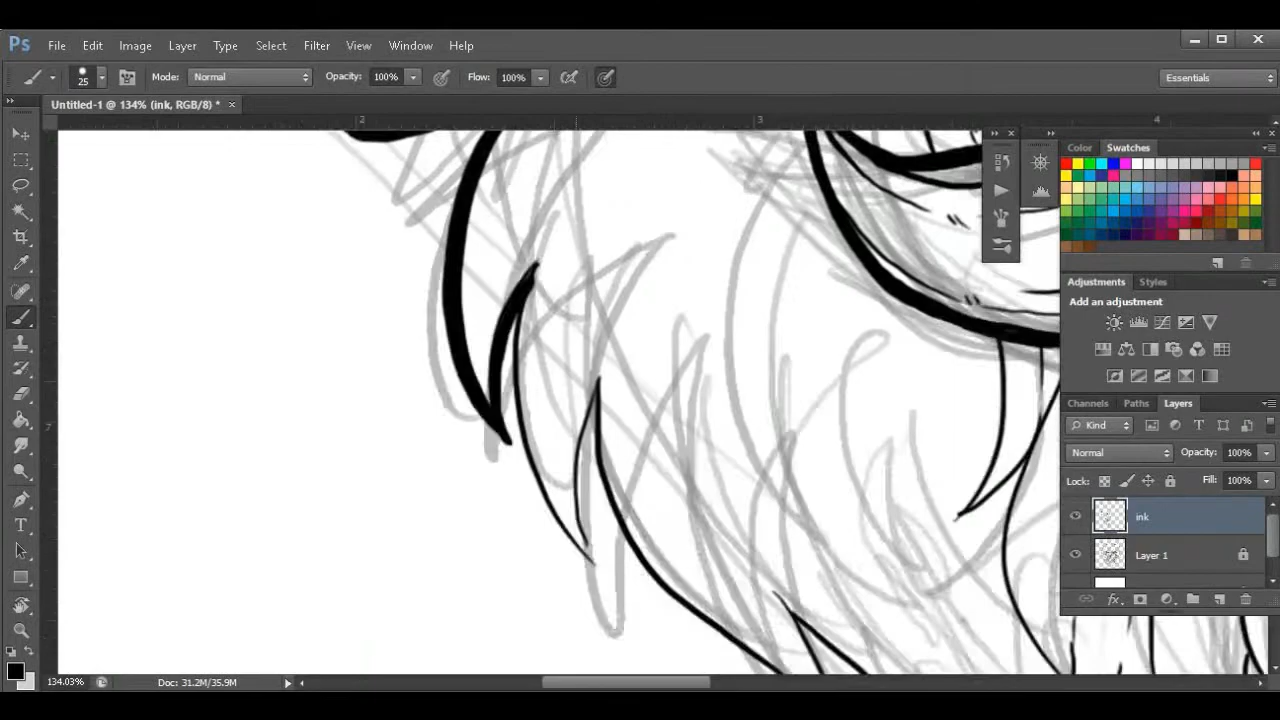 Ps File Edit Image Layer Type Select Filter View Window Help
25 Mode: Normal Opacity: 100% Flow: 100% Essentials
Untitled-1 @ 134% (ink, RGB/8) * ×
2 3 4
Color Swatches
7
Adjustments Styles
Add an adjustment
Channels Paths Layers
Kind
Normal Opacity: 100%
Lock: Fill: 100%
ink
Layer 1
fx
134.03% Doc: 31.2M/35.9M